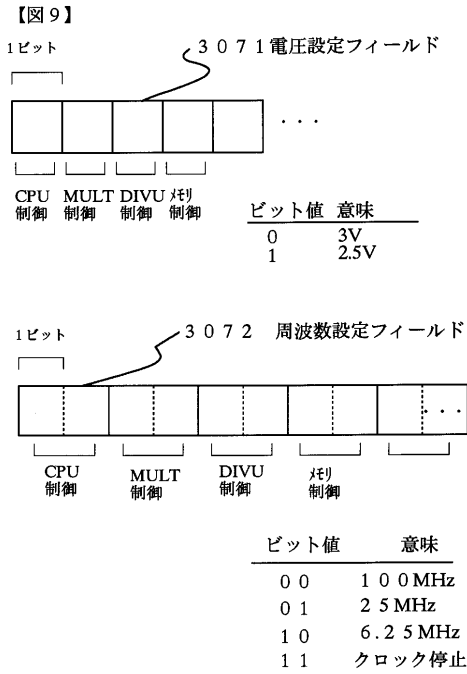 【図９】
1ビット
３０７１電圧設定フィールド
・・・
CPU MULT DIVU ﾒﾓﾘ
制御 制御 制御 制御
ビット値 意味
0 3V
1 2.5V
1ビット
３０７２ 周波数設定フィールド
・・・
CPU MULT DIVU ﾒﾓﾘ
制御 制御 制御 制御
ビット値 意味
００ １００MHz
０１ ２５MHz
１０ ６.２５MHz
１１ クロック停止